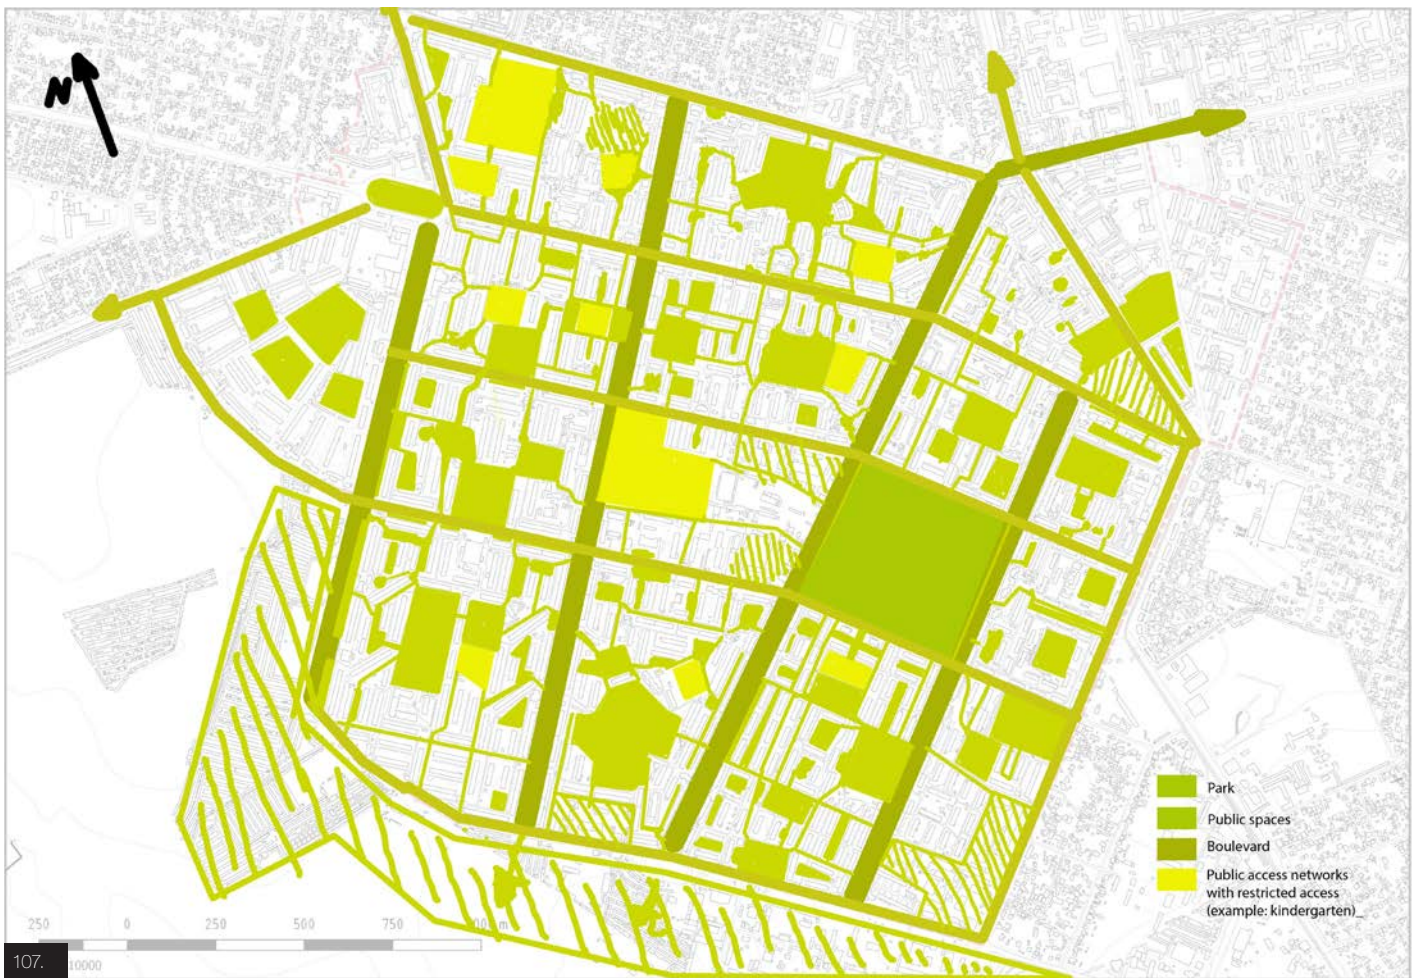 N
Park
Public spaces
Boulevard
Public access networks
with restricted access
(example: kindergarten)_
250 0 250 500 750 m
107.
10000